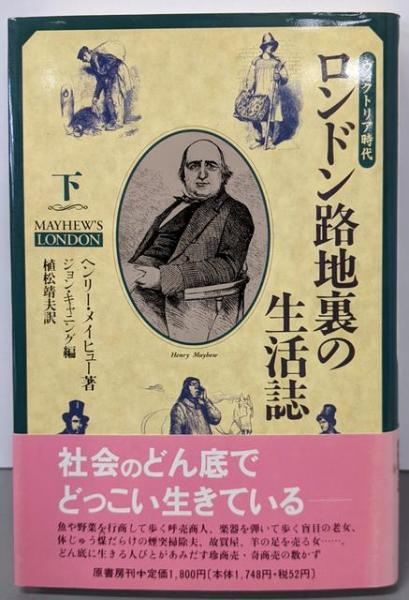 ヴィクトリア時代
ロンドン路地裏の
生活誌
下
MAYHEW'S
LONDON
ヘンリー・メイヒュー著
ジョン・キャニング編
植松靖夫訳
Henry Mayhew
社会のどん底で
どっこい生きている――
魚や野菜を行商して歩く呼売商人、楽器を弾いて歩く盲目の老女、
体じゅう煤だらけの煙突掃除夫、故買屋、羊の足を売る女……。
どん底に生きる人びとがあみだす珍商売・奇商売の数かず
原書房刊◆定価1,800円〔本体1,748円+税52円〕